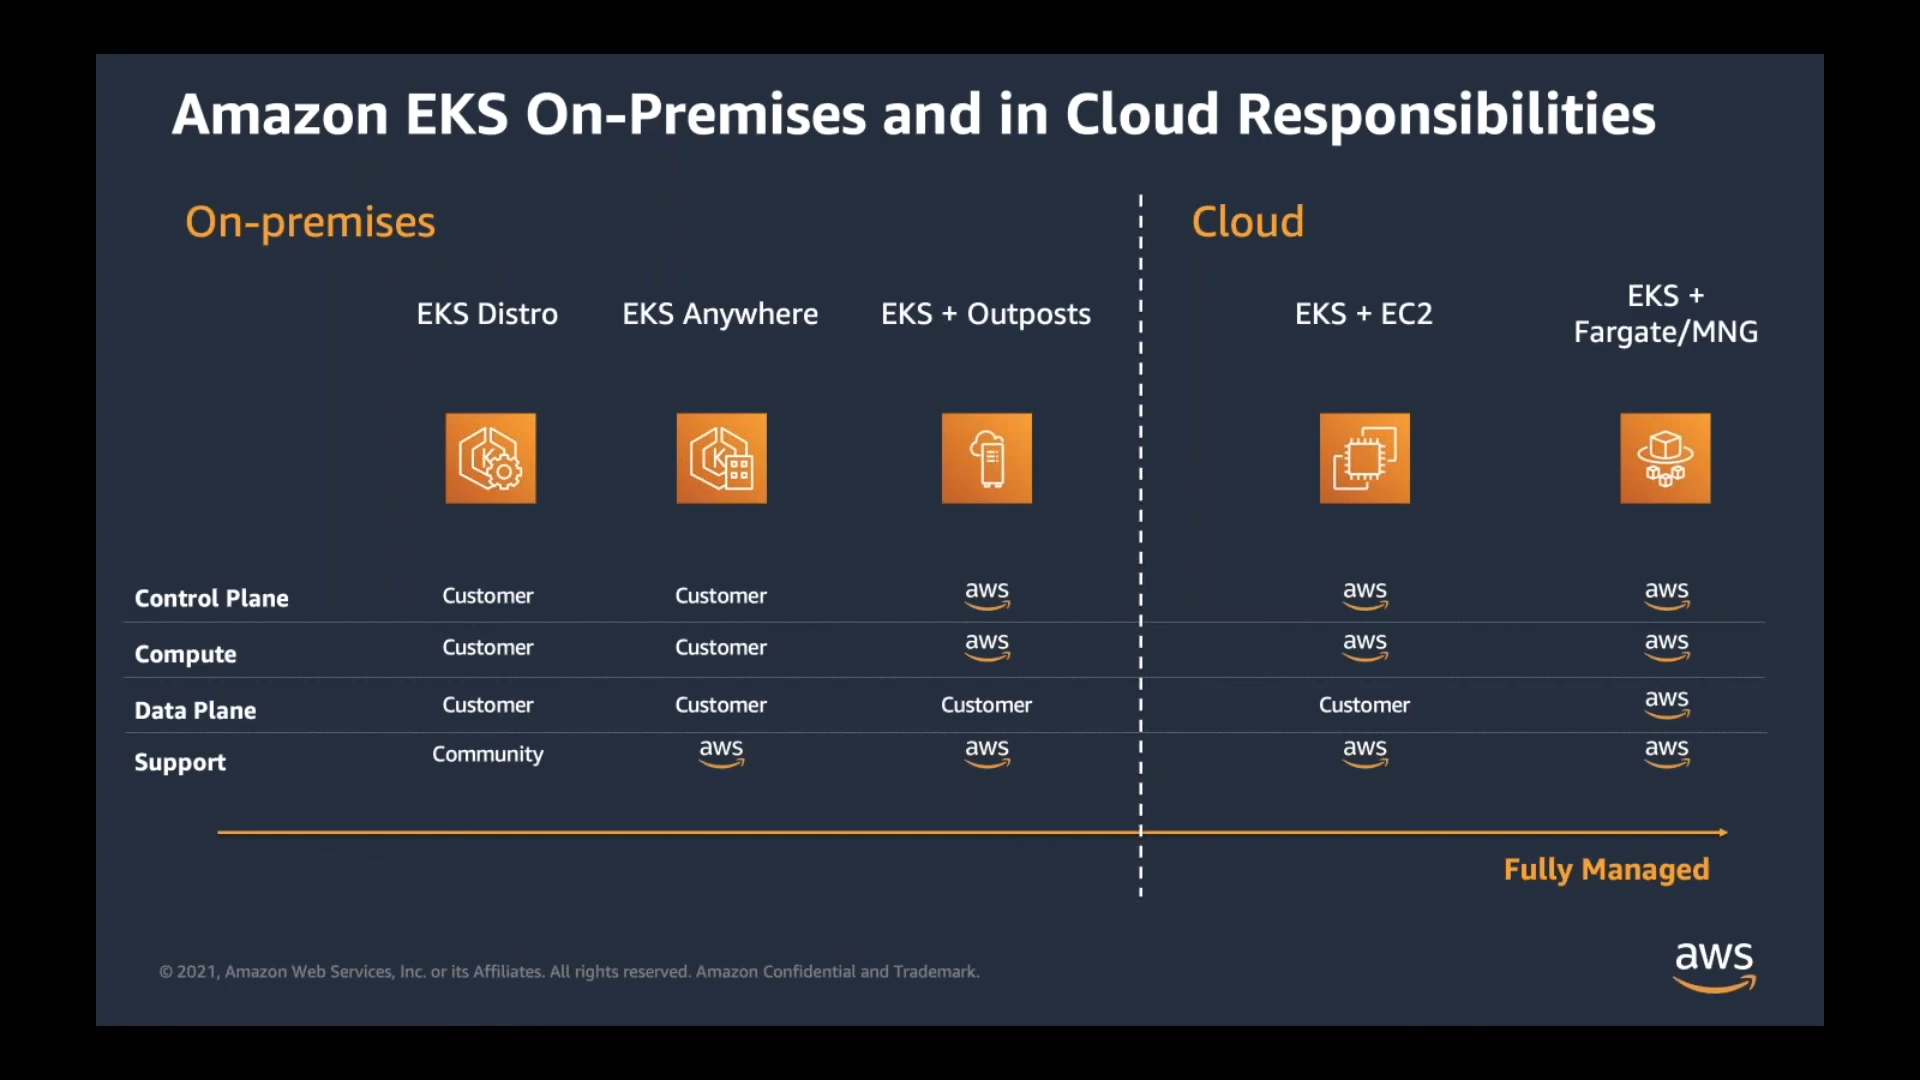 Amazon EKS On-Premises and in Cloud Responsibilities
On-premises
Cloud
EKS Distro
EKS Anywhere
EKS + Outposts
EKS + EC2
EKS +
Fargate/MNG
Control Plane Customer Customer aws aws aws
Compute Customer Customer aws aws aws
Data Plane Customer Customer Customer Customer aws
Support Community aws aws aws aws
Fully Managed
© 2021, Amazon Web Services, Inc. or its Affiliates. All rights reserved. Amazon Confidential and Trademark.
aws